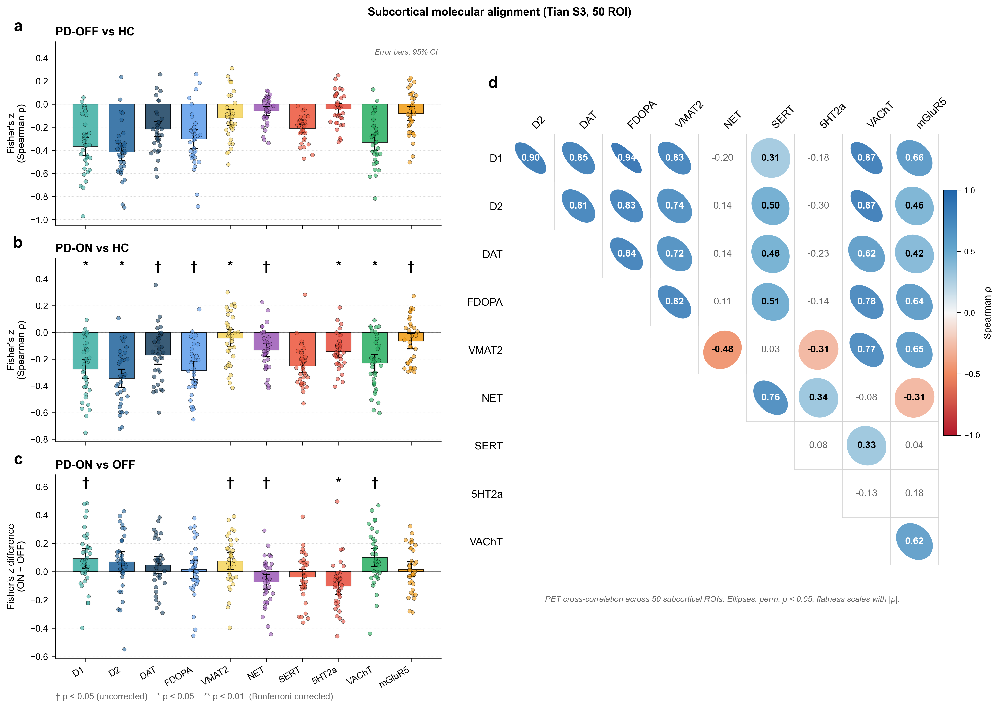 Subcortical molecular alignment (Tian S3, 50 ROI)
a
PD-OFF vs HC
Error bars: 95% CI
Fisher's z
(Spearman ρ)
0.4
0.2
0.0
−0.2
−0.4
−0.6
−0.8
−1.0
b
PD-ON vs HC
* * † † * † * * †
Fisher's z
(Spearman ρ)
0.4
0.2
0.0
−0.2
−0.4
−0.6
−0.8
c
PD-ON vs OFF
† † † * †
Fisher's z difference
(ON − OFF)
0.6
0.4
0.2
0.0
−0.2
−0.4
−0.6
D1 D2 DAT FDOPA VMAT2 NET SERT 5HT2a VAChT mGluR5
† p < 0.05 (uncorrected) * p < 0.05 ** p < 0.01 (Bonferroni-corrected)
d
D2 DAT FDOPA VMAT2 NET SERT 5HT2a VAChT mGluR5
D1 0.90 0.85 0.94 0.83 -0.20 0.31 -0.18 0.87 0.66
D2 0.81 0.83 0.74 0.14 0.50 -0.30 0.87 0.46
DAT 0.84 0.72 0.14 0.48 -0.23 0.62 0.42
FDOPA 0.82 0.11 0.51 -0.14 0.78 0.64
VMAT2 -0.48 0.03 -0.31 0.77 0.65
NET 0.76 0.34 -0.08 -0.31
SERT 0.08 0.33 0.04
5HT2a -0.13 0.18
VAChT 0.62
1.0
0.5
0.0
−0.5
−1.0
Spearman ρ
PET cross-correlation across 50 subcortical ROIs. Ellipses: perm. p < 0.05; flatness scales with |ρ|.